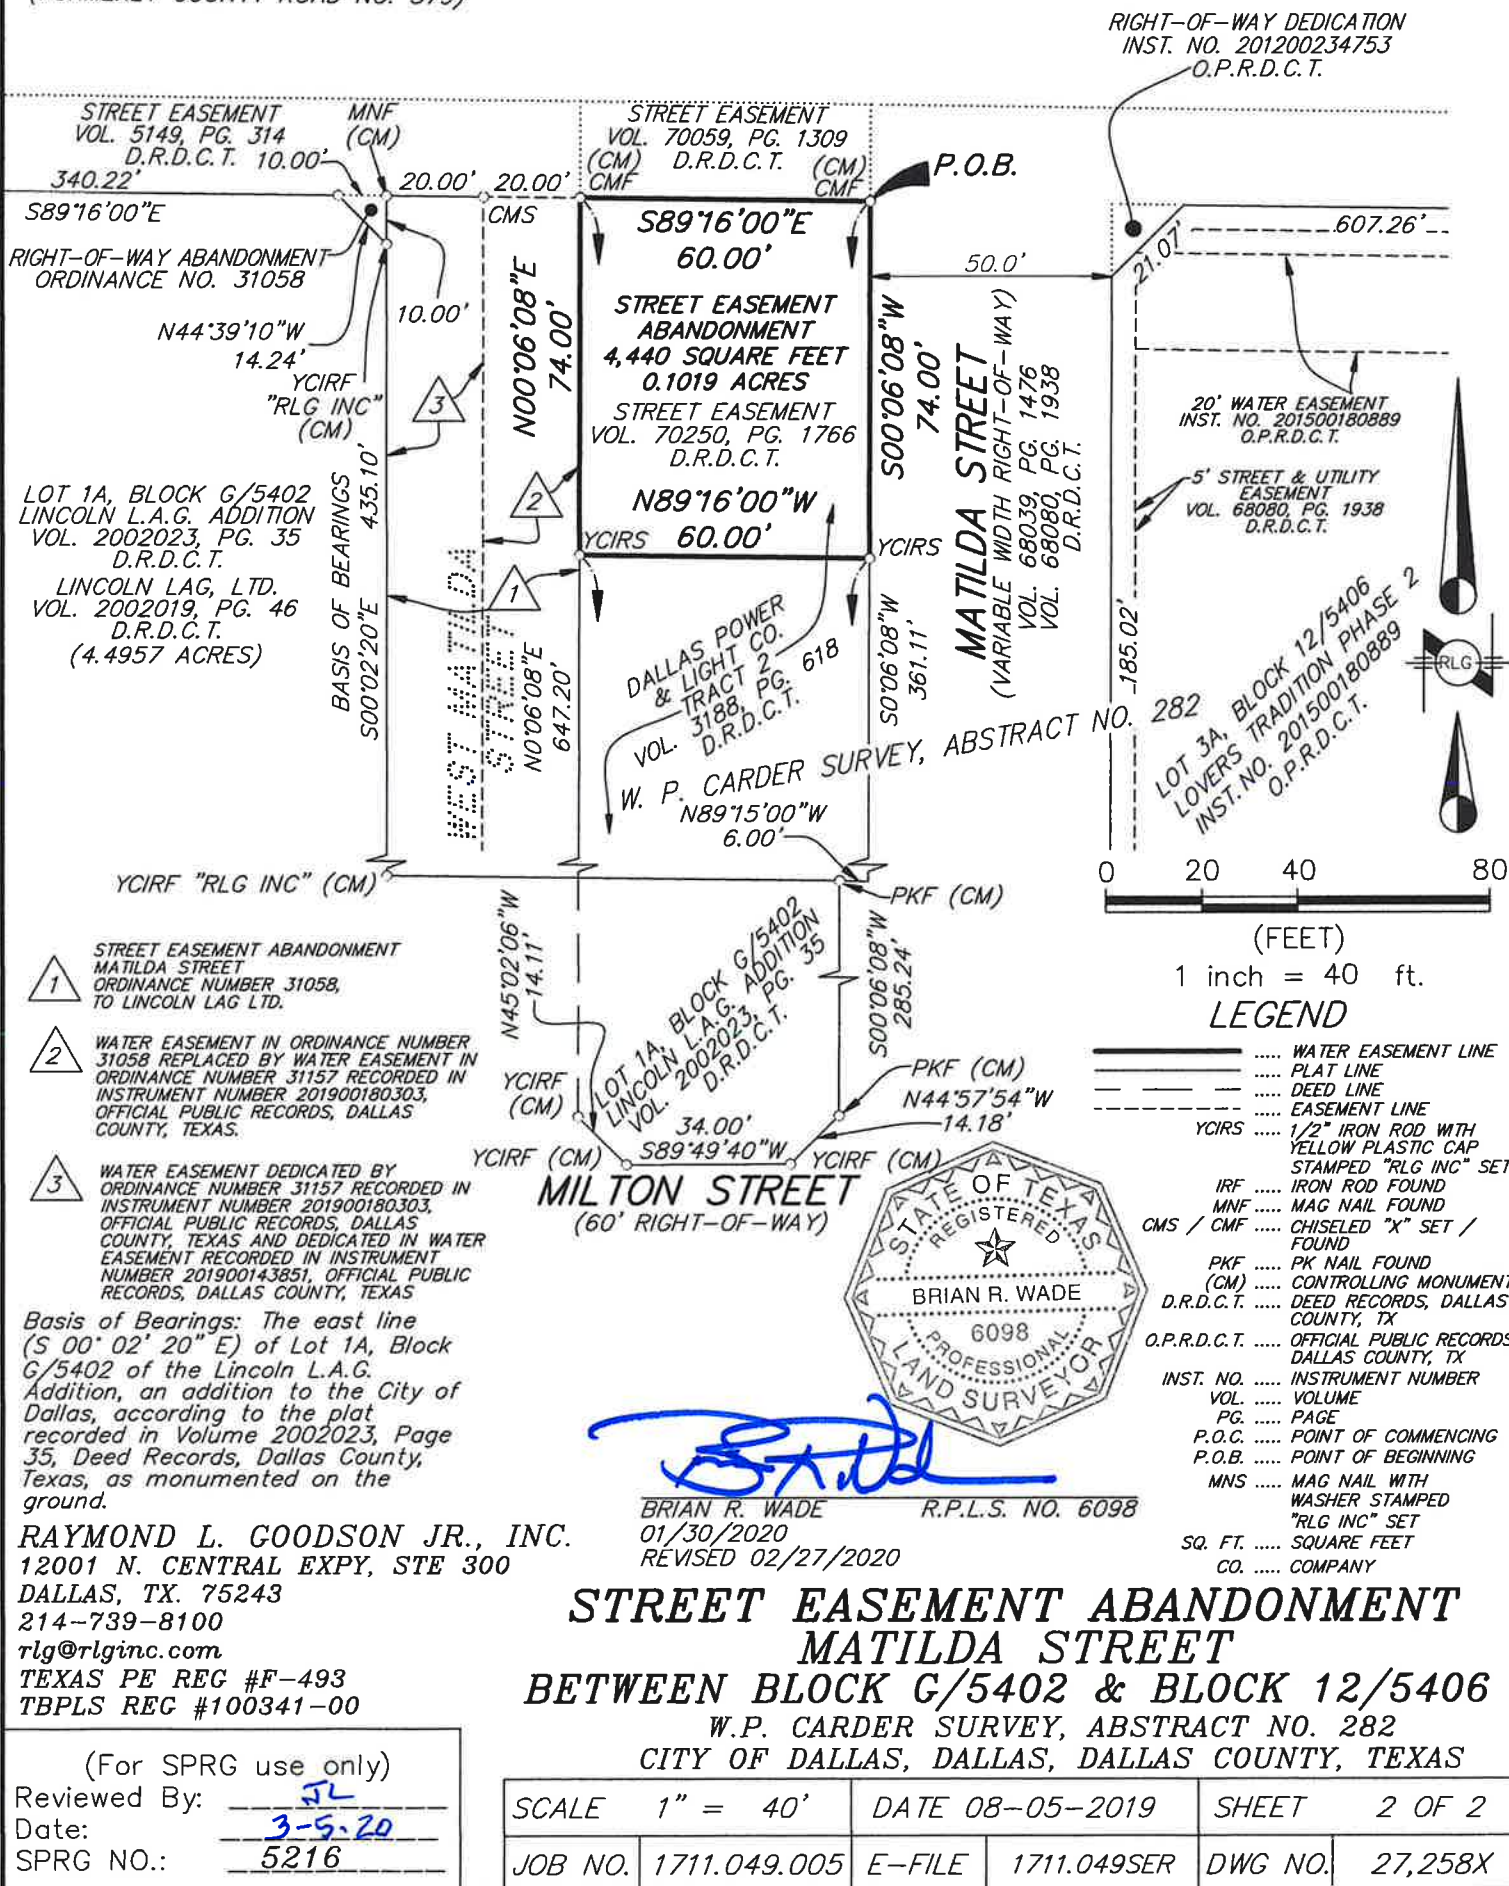 RIGHT-OF-WAY DEDICATION
INST. NO. 201200234753
O.P.R.D.C.T.
STREET EASEMENT
VOL. 5149, PG. 314
D.R.D.C.T.
10.00'
MNF
(CM)
STREET EASEMENT
VOL. 70059, PG. 1309
D.R.D.C.T.
(CM)
CMF
(CM)
CMF
P.O.B.
340.22'
S89°16'00"E
20.00'
20.00'
CMS
RIGHT-OF-WAY ABANDONMENT
ORDINANCE NO. 31058
N44°39'10"W
14.24'
10.00'
YCIRF
"RLG INC"
(CM)
3
N00°06'08"E
74.00'
S89°16'00"E
60.00'
STREET EASEMENT
ABANDONMENT
4,440 SQUARE FEET
0.1019 ACRES
STREET EASEMENT
VOL. 70250, PG. 1766
D.R.D.C.T.
N89°16'00"W
60.00'
YCIRS
YCIRS
S00°06'08"W
74.00'
50.0'
MATILDA STREET
(VARIABLE WIDTH RIGHT-OF-WAY)
VOL. 68039, PG. 1476
VOL. 68080, PG. 1938
D.R.D.C.T.
21.07'
607.26'
20' WATER EASEMENT
INST. NO. 201500180889
O.P.R.D.C.T.
5' STREET & UTILITY
EASEMENT
VOL. 68080, PG. 1938
D.R.D.C.T.
185.02'
LOT 3A, BLOCK 12/5406
LOVERS TRADITION PHASE 2
INST. NO. 201500180889
O.P.R.D.C.T.
RLG
2
1
LOT 1A, BLOCK G/5402
LINCOLN L.A.G. ADDITION
VOL. 2002023, PG. 35
D.R.D.C.T.
LINCOLN LAG, LTD.
VOL. 2002019, PG. 46
D.R.D.C.T.
(4.4957 ACRES)
BASIS OF BEARINGS
S00°02'20"E 435.10'
WEST MATILDA
STREET
N0°06'08"E
647.20'
DALLAS POWER
& LIGHT CO.
TRACT 2
VOL. 3188, PG. 618
D.R.D.C.T.
S0°06'08"W
361.11'
W. P. CARDER SURVEY, ABSTRACT NO. 282
N89°15'00"W
6.00'
YCIRF "RLG INC" (CM)
PKF (CM)
0 20 40 80
(FEET)
1 inch = 40 ft.
N45°02'06"W
14.11'
LOT 1A, BLOCK G/5402
LINCOLN L.A.G. ADDITION
VOL. 2002023, PG. 35
D.R.D.C.T.
S00°06'08"W
285.24'
YCIRF
(CM)
PKF (CM)
N44°57'54"W
14.18'
34.00'
S89°49'40"W
YCIRF (CM)
YCIRF (CM)
MILTON STREET
(60' RIGHT-OF-WAY)
1
STREET EASEMENT ABANDONMENT
MATILDA STREET
ORDINANCE NUMBER 31058,
TO LINCOLN LAG LTD.
2
WATER EASEMENT IN ORDINANCE NUMBER
31058 REPLACED BY WATER EASEMENT IN
ORDINANCE NUMBER 31157 RECORDED IN
INSTRUMENT NUMBER 201900180303,
OFFICIAL PUBLIC RECORDS, DALLAS
COUNTY, TEXAS.
3
WATER EASEMENT DEDICATED BY
ORDINANCE NUMBER 31157 RECORDED IN
INSTRUMENT NUMBER 201900180303,
OFFICIAL PUBLIC RECORDS, DALLAS
COUNTY, TEXAS AND DEDICATED IN WATER
EASEMENT RECORDED IN INSTRUMENT
NUMBER 201900143851, OFFICIAL PUBLIC
RECORDS, DALLAS COUNTY, TEXAS
Basis of Bearings: The east line
(S 00° 02' 20" E) of Lot 1A, Block
G/5402 of the Lincoln L.A.G.
Addition, an addition to the City of
Dallas, according to the plat
recorded in Volume 2002023, Page
35, Deed Records, Dallas County,
Texas, as monumented on the
ground.
LEGEND
..... WATER EASEMENT LINE
..... PLAT LINE
..... DEED LINE
..... EASEMENT LINE
YCIRS ..... 1/2" IRON ROD WITH
YELLOW PLASTIC CAP
STAMPED "RLG INC" SET
IRF ..... IRON ROD FOUND
MNF ..... MAG NAIL FOUND
CMS / CMF ..... CHISELED "X" SET /
FOUND
PKF ..... PK NAIL FOUND
(CM) ..... CONTROLLING MONUMENT
D.R.D.C.T. ..... DEED RECORDS, DALLAS
COUNTY, TX
O.P.R.D.C.T. ..... OFFICIAL PUBLIC RECORDS
DALLAS COUNTY, TX
INST. NO. ..... INSTRUMENT NUMBER
VOL. ..... VOLUME
PG. ..... PAGE
P.O.C. ..... POINT OF COMMENCING
P.O.B. ..... POINT OF BEGINNING
MNS ..... MAG NAIL WITH
WASHER STAMPED
"RLG INC" SET
SQ. FT. ..... SQUARE FEET
CO. ..... COMPANY
STATE OF TEXAS
REGISTERED
BRIAN R. WADE
6098
PROFESSIONAL
LAND SURVEYOR
BRIAN R. WADE R.P.L.S. NO. 6098
01/30/2020
REVISED 02/27/2020
RAYMOND L. GOODSON JR., INC.
12001 N. CENTRAL EXPY, STE 300
DALLAS, TX. 75243
214-739-8100
rlg@rlginc.com
TEXAS PE REG #F-493
TBPLS REG #100341-00
STREET EASEMENT ABANDONMENT
MATILDA STREET
BETWEEN BLOCK G/5402 & BLOCK 12/5406
W.P. CARDER SURVEY, ABSTRACT NO. 282
CITY OF DALLAS, DALLAS, DALLAS COUNTY, TEXAS
(For SPRG use only)
Reviewed By: JL
Date: 3-5-20
SPRG NO.: 5216
SCALE 1" = 40' DATE 08-05-2019 SHEET 2 OF 2
JOB NO. 1711.049.005 E-FILE 1711.049SER DWG NO. 27,258X